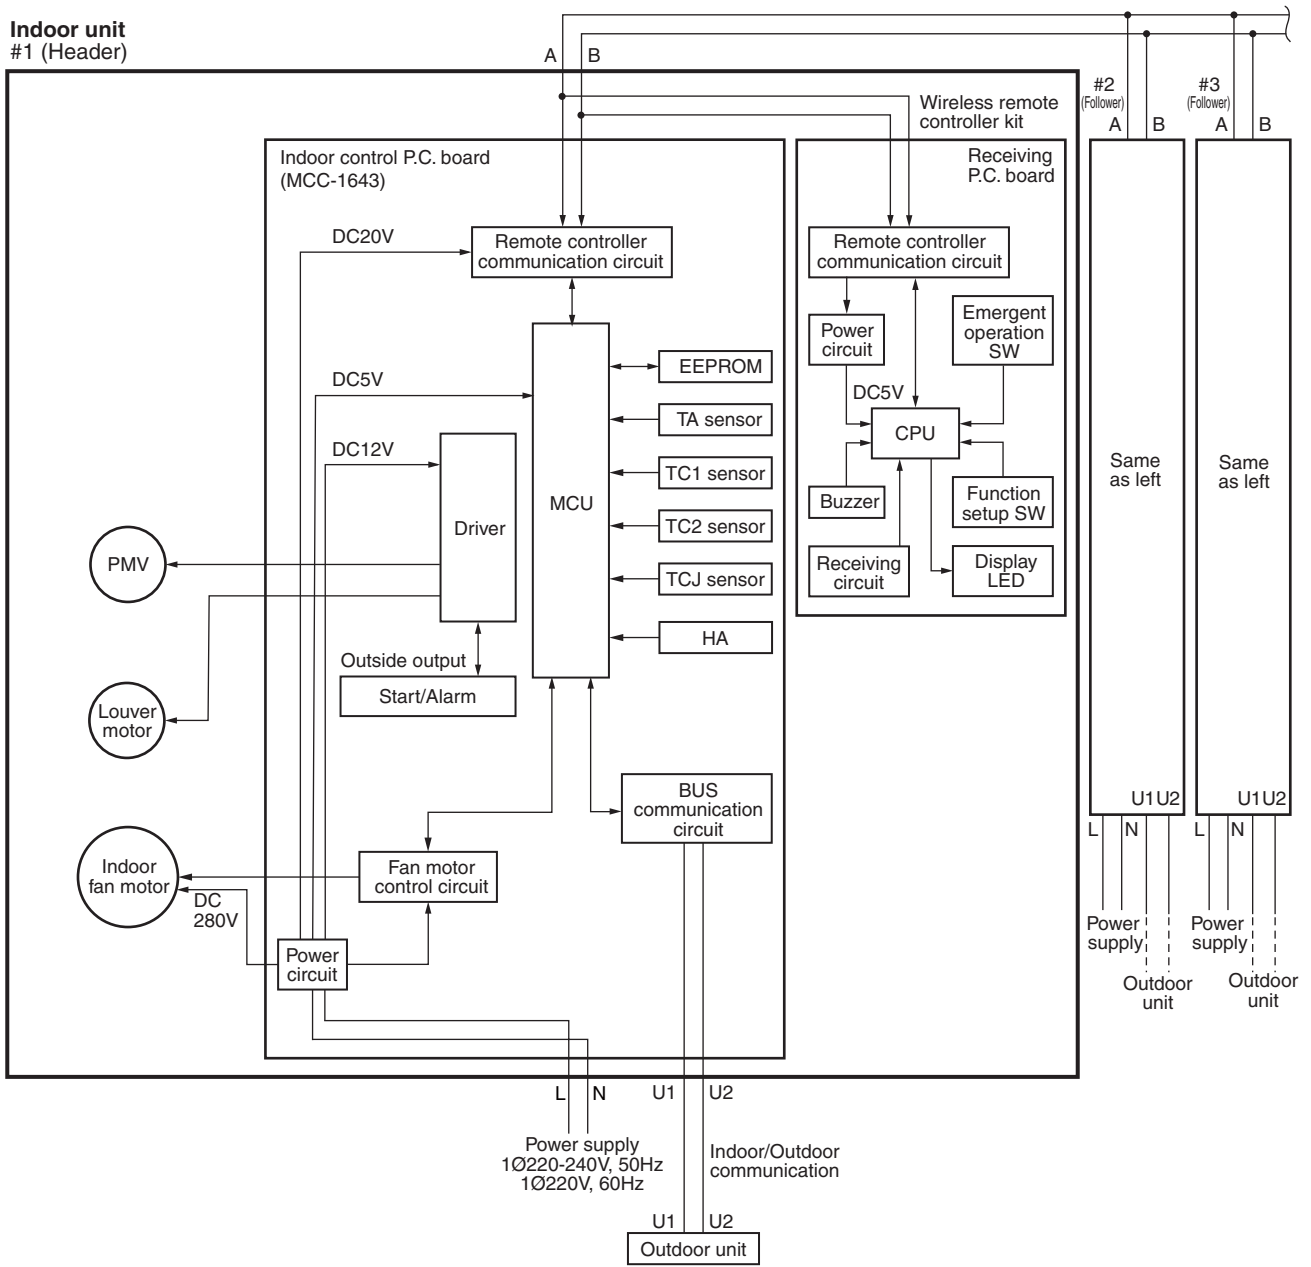 Indoor unit
#1 (Header)
A
B
#2
(Follower)
A
B
#3
(Follower)
A
B
Wireless remote
controller kit
Indoor control P.C. board
(MCC-1643)
Receiving
P.C. board
DC20V
Remote controller
communication circuit
Remote controller
communication circuit
Power
circuit
Emergent
operation
SW
DC5V
EEPROM
DC5V
TA sensor
CPU
DC12V
TC1 sensor
MCU
Driver
TC2 sensor
Buzzer
Function
setup SW
Same
as left
Same
as left
PMV
TCJ sensor
Receiving
circuit
Display
LED
HA
Outside output
Start/Alarm
Louver
motor
BUS
communication
circuit
U1 U2
U1 U2
L
N
L
N
Indoor
fan motor
Fan motor
control circuit
DC
280V
Power
circuit
Power
supply
Power
supply
Outdoor
unit
Outdoor
unit
L
N
U1
U2
Power supply
1Ø220-240V, 50Hz
1Ø220V, 60Hz
Indoor/Outdoor
communication
U1
U2
Outdoor unit